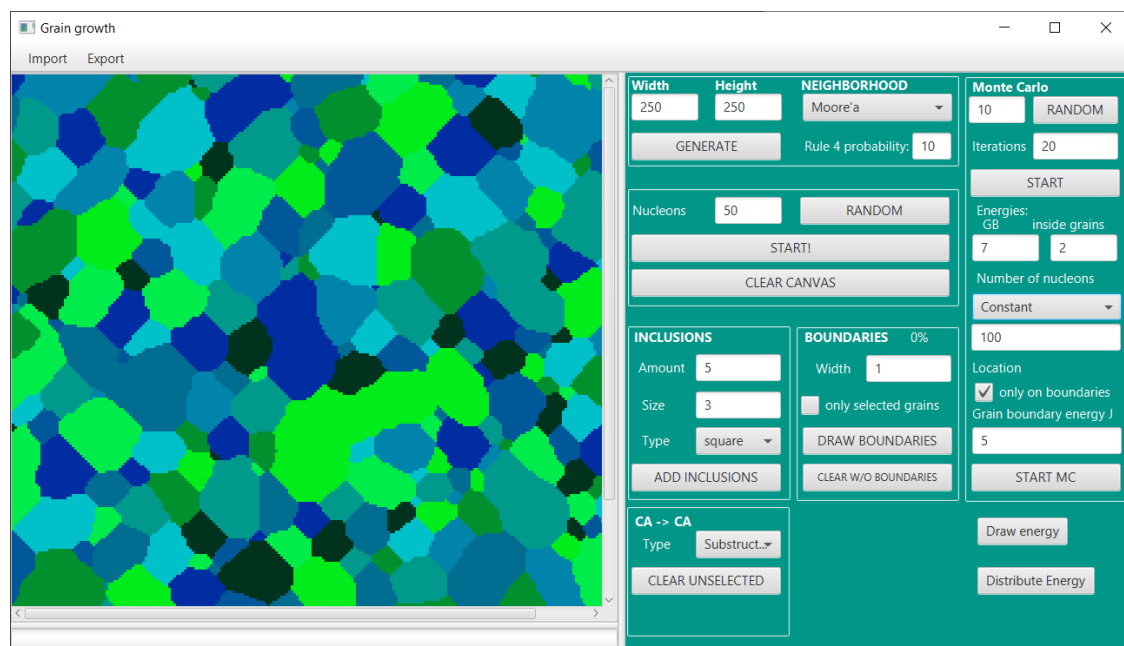 Grain growth
Import Export
Width Height
250 250
GENERATE
NEIGHBORHOOD
Moore'a
Rule 4 probability: 10
Nucleons 50 RANDOM
START!
CLEAR CANVAS
INCLUSIONS
Amount 5
Size 3
Type square
ADD INCLUSIONS
BOUNDARIES 0%
Width 1
only selected grains
DRAW BOUNDARIES
CLEAR W/O BOUNDARIES
CA -> CA
Type Substruct...
CLEAR UNSELECTED
Monte Carlo
10 RANDOM
Iterations 20
START
Energies:
GB inside grains
7 2
Number of nucleons
Constant
100
Location
only on boundaries
Grain boundary energy J
5
START MC
Draw energy
Distribute Energy